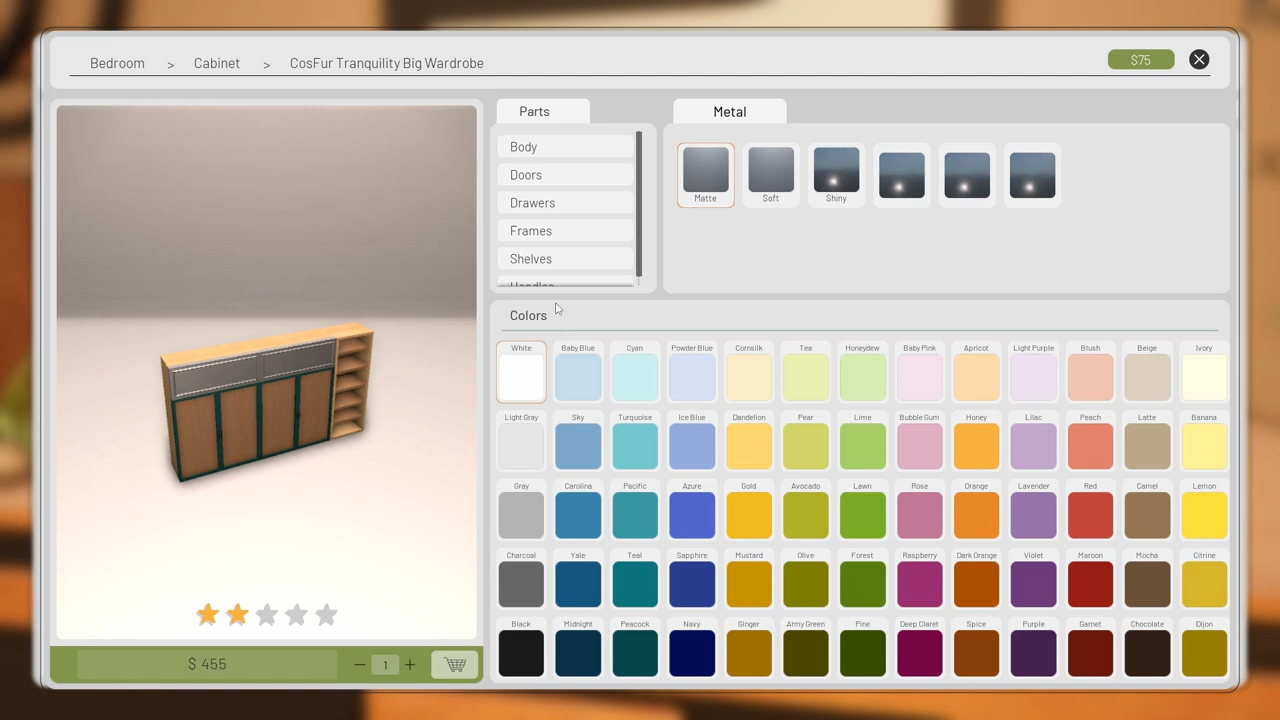 Bedroom > Cabinet > CosFur Tranquility Big Wardrobe
$75
Parts
Metal
Body
Doors
Drawers
Frames
Shelves
Handles
Matte Soft Shiny
Colors
White Baby Blue Cyan Powder Blue Cornsilk Tea Honeydew Baby Pink Apricot Light Purple Blush Beige Ivory
Light Gray Sky Turquoise Ice Blue Dandelion Pear Lime Bubble Gum Honey Lilac Peach Latte Banana
Gray Carolina Pacific Azure Gold Avocado Lawn Rose Orange Lavender Red Camel Lemon
Charcoal Yale Teal Sapphire Mustard Olive Forest Raspberry Dark Orange Violet Maroon Mocha Citrine
Black Midnight Peacock Navy Ginger Army Green Pine Deep Claret Spice Purple Garnet Chocolate Dijon
$ 455
− 1 +